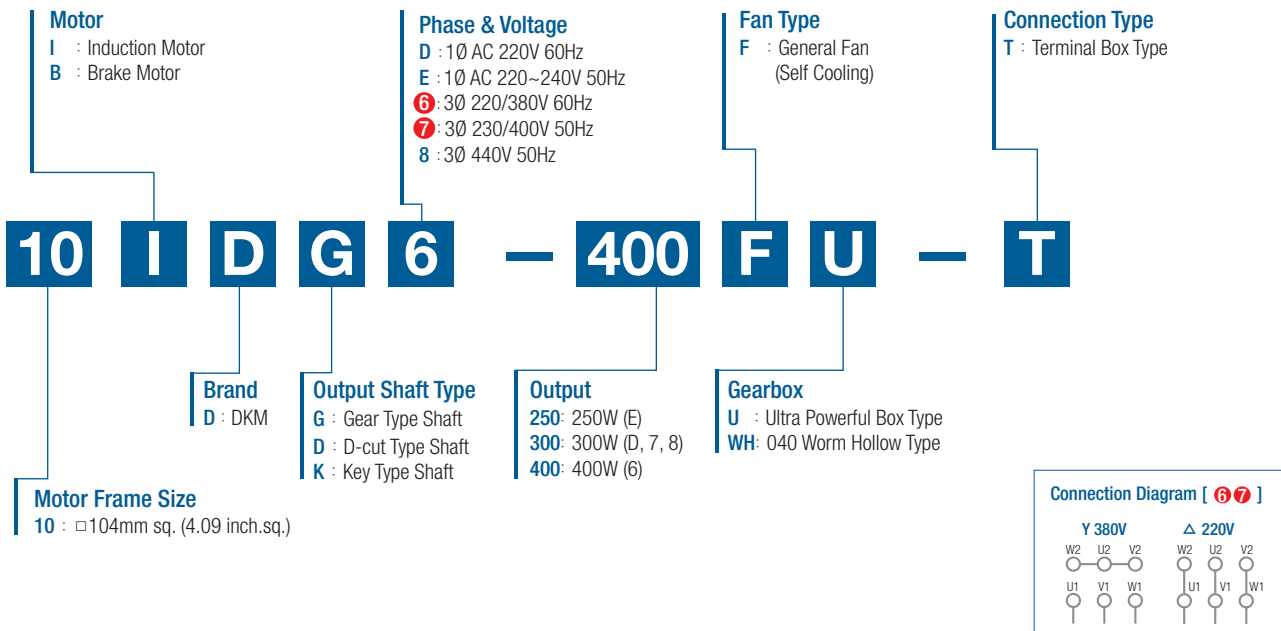 Motor
I : Induction Motor
B : Brake Motor
Phase & Voltage
D : 1Ø AC 220V 60Hz
E : 1Ø AC 220~240V 50Hz
6 : 3Ø 220/380V 60Hz
7 : 3Ø 230/400V 50Hz
8 : 3Ø 440V 50Hz
Fan Type
F : General Fan
(Self Cooling)
Connection Type
T : Terminal Box Type
10 I D G 6 — 400 F U — T
Brand
D : DKM
Output Shaft Type
G : Gear Type Shaft
D : D-cut Type Shaft
K : Key Type Shaft
Output
250: 250W (E)
300: 300W (D, 7, 8)
400: 400W (6)
Gearbox
U : Ultra Powerful Box Type
WH: 040 Worm Hollow Type
Motor Frame Size
10 : □104mm sq. (4.09 inch.sq.)
Connection Diagram [ 6 7 ]
Y 380V
W2 U2 V2
U1 V1 W1
△ 220V
W2 U2 V2
U1 V1 W1